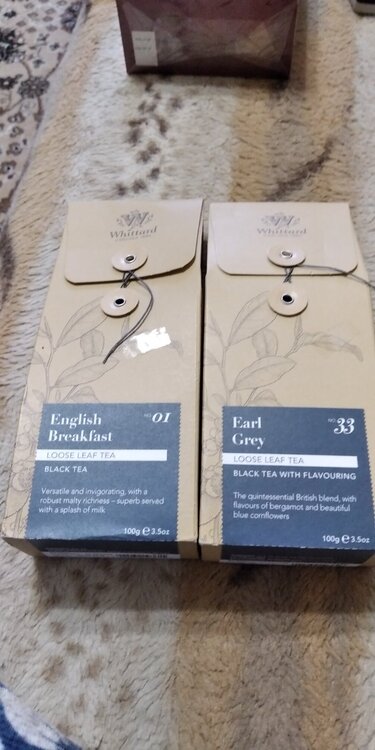 Whittard
English
Breakfast
NO. 01
LOOSE LEAF TEA
BLACK TEA
Versatile and invigorating, with a
robust malty richness – superb served
with a splash of milk
100g e 3.5oz
Whittard
Earl
Grey
NO. 33
LOOSE LEAF TEA
BLACK TEA WITH FLAVOURING
The quintessential British blend, with
flavours of bergamot and beautiful
blue cornflowers
100g e 3.5oz